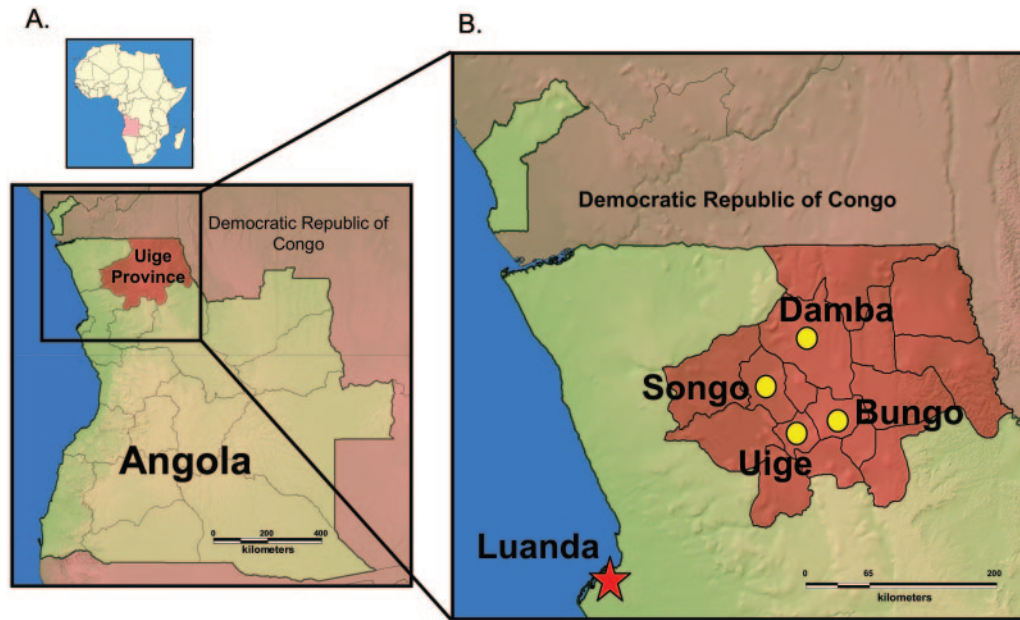 A.
Democratic Republic of
Congo
Uige
Province
Angola
0 200 400
kilometers
B.
Democratic Republic of Congo
Damba
Songo
Bungo
Uige
Luanda
0 65 200
kilometers